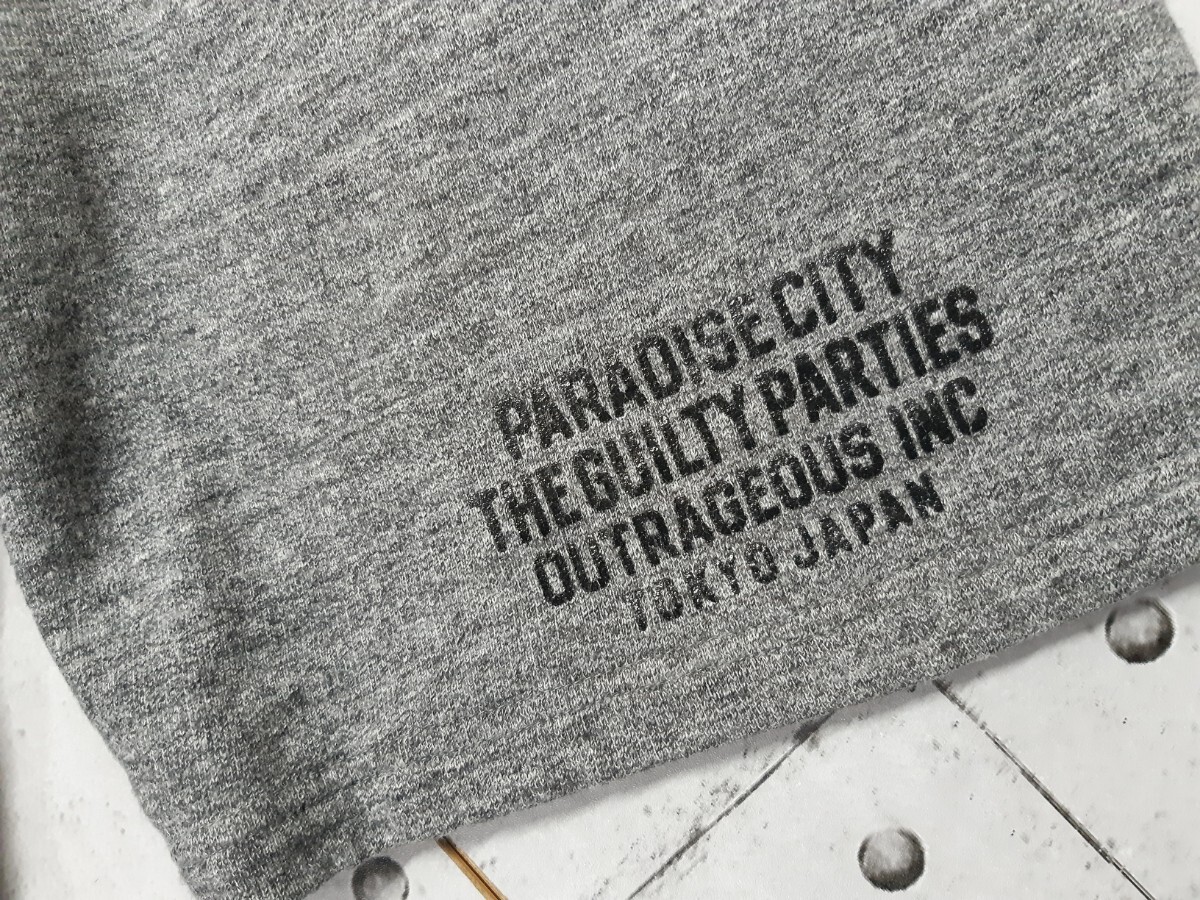 PARADISE CITY
THE GUILTY PARTIES
OUTRAGEOUS INC
TOKYO JAPAN